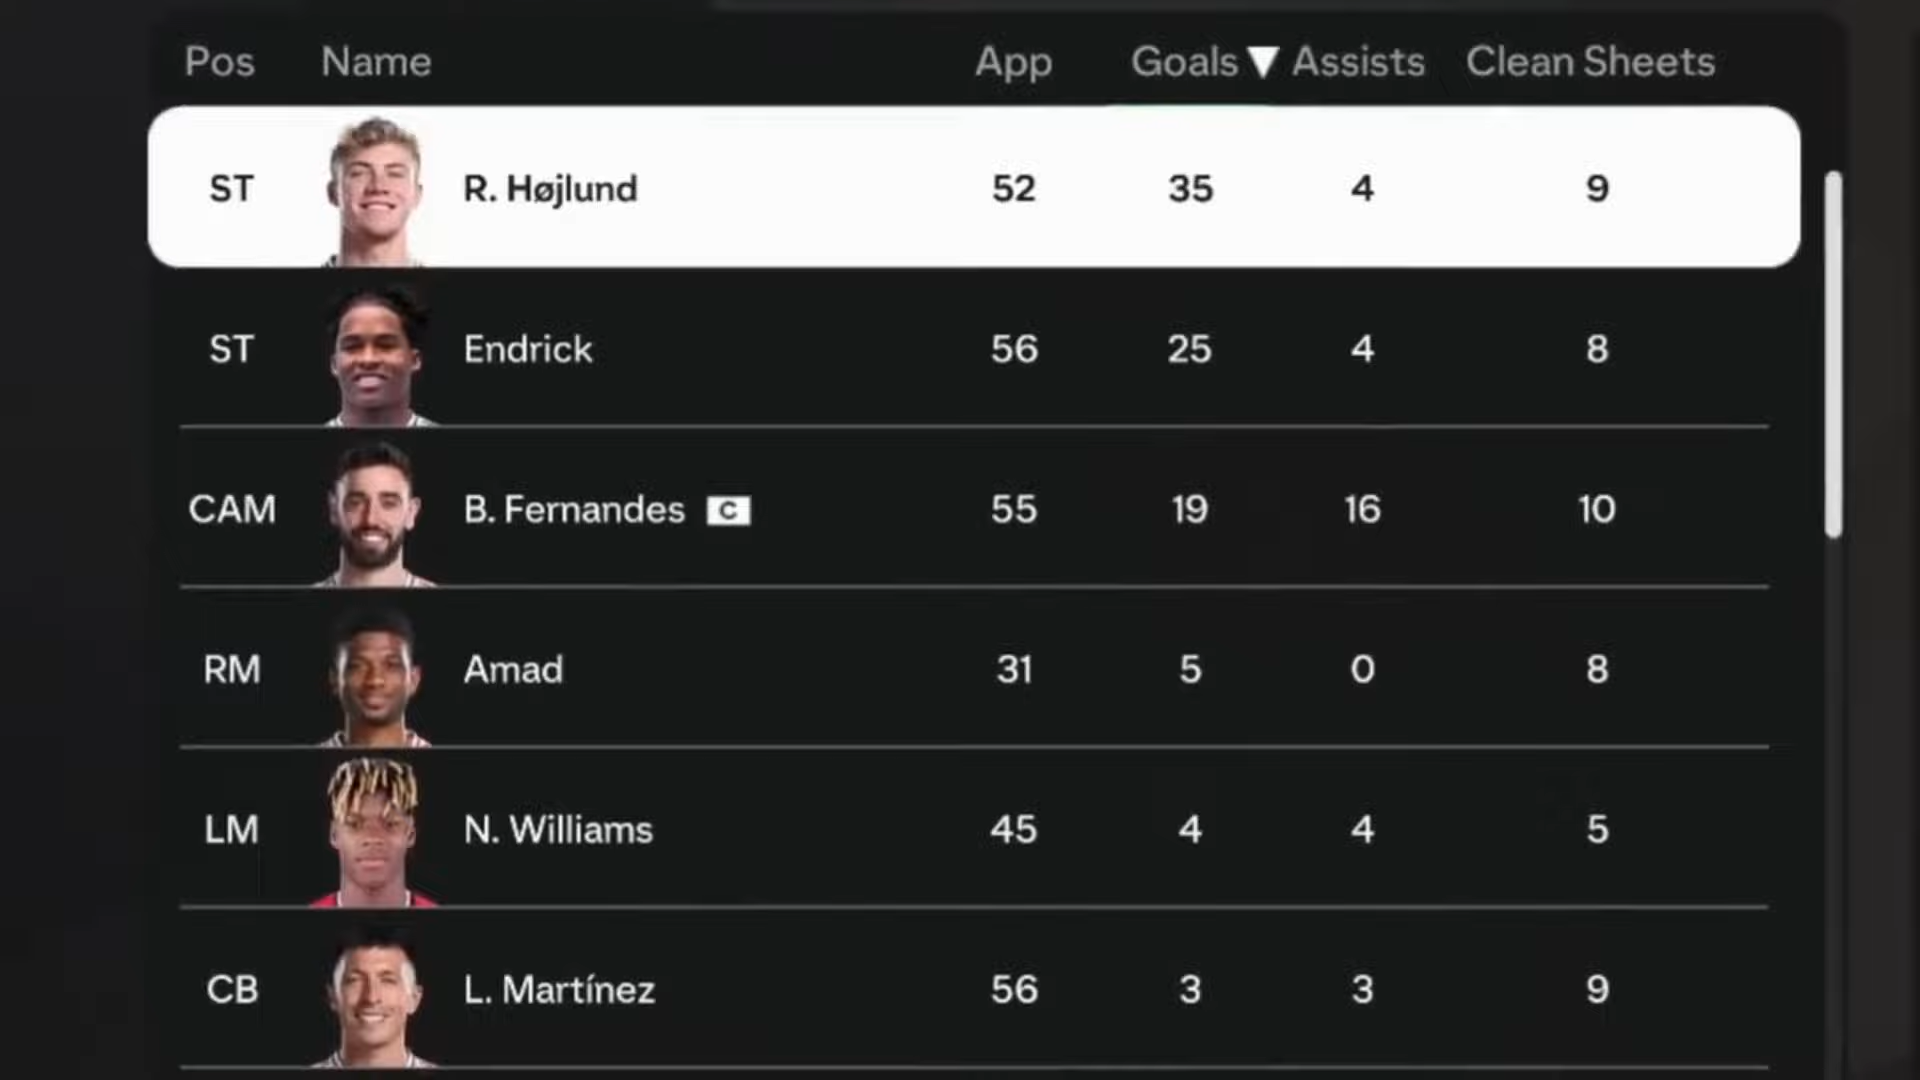 Pos Name App Goals ▼ Assists Clean Sheets
ST R. Højlund 52 35 4 9
ST Endrick 56 25 4 8
CAM B. Fernandes C 55 19 16 10
RM Amad 31 5 0 8
LM N. Williams 45 4 4 5
CB L. Martínez 56 3 3 9